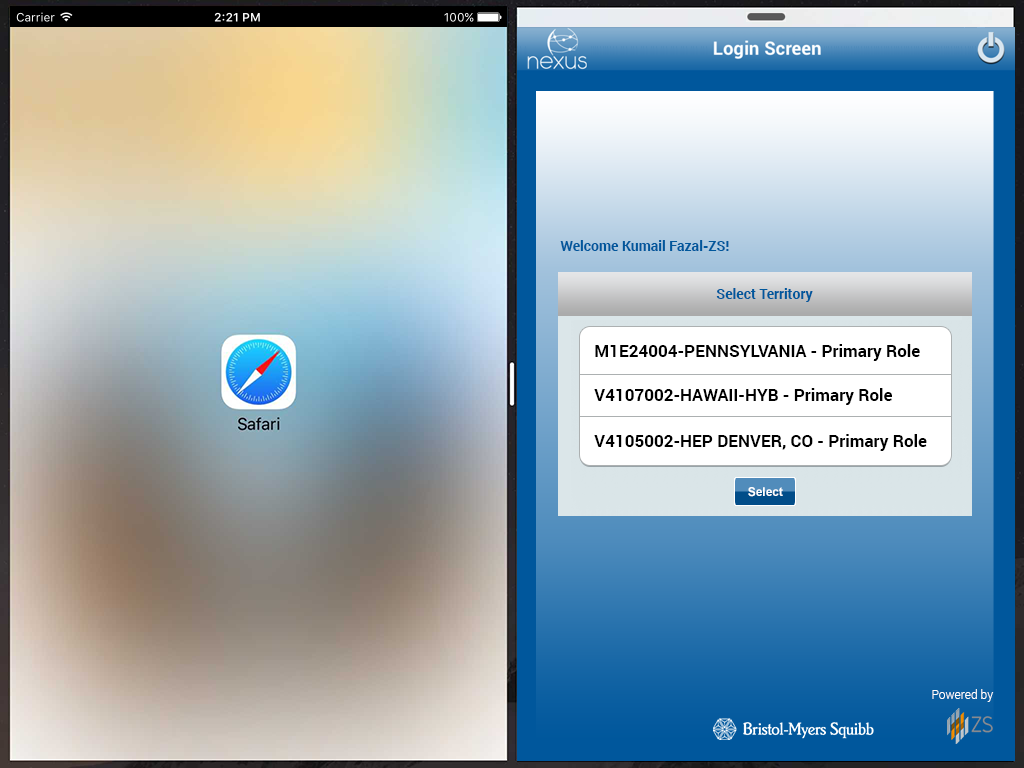 Carrier 2:21 PM 100%
Safari
nexus
Login Screen
Welcome Kumail Fazal-ZS!
Select Territory
M1E24004-PENNSYLVANIA - Primary Role
V4107002-HAWAII-HYB - Primary Role
V4105002-HEP DENVER, CO - Primary Role
Select
Powered by
Bristol-Myers Squibb
ZS